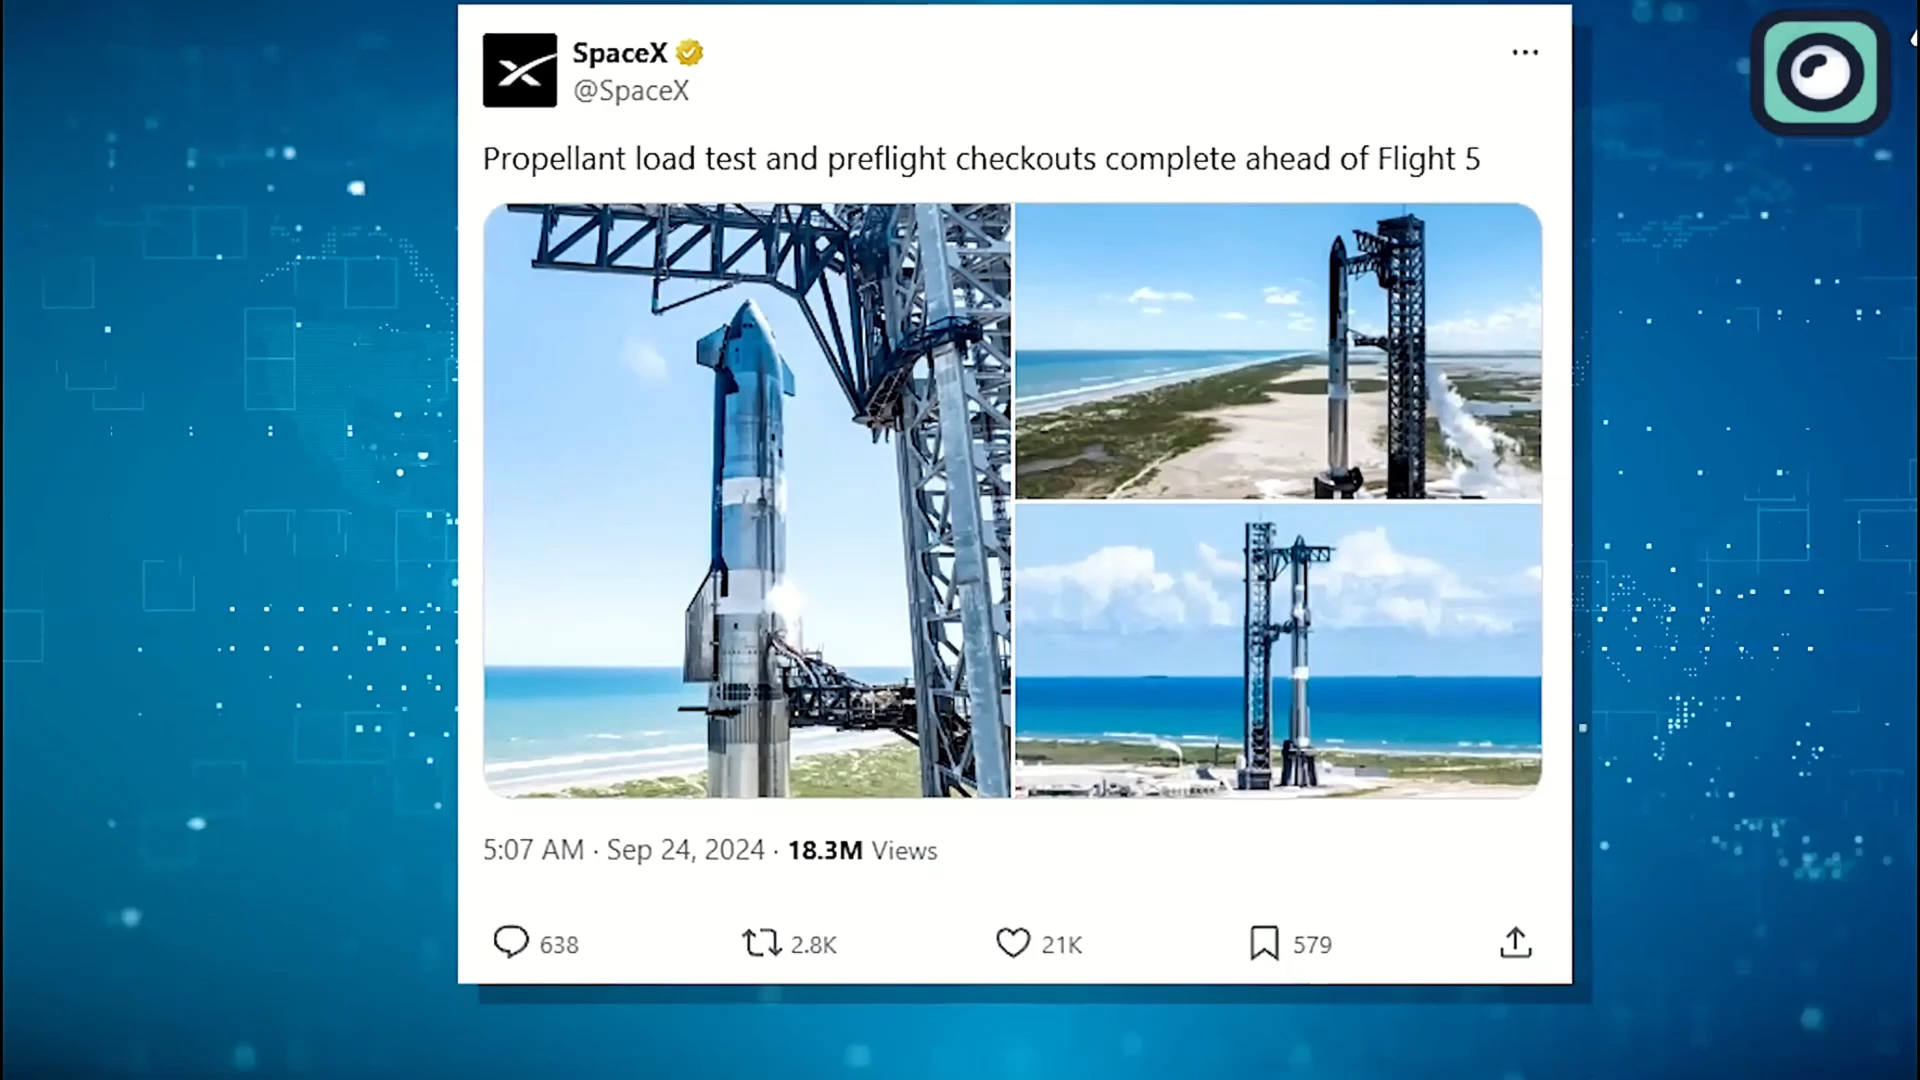 SpaceX
@SpaceX
Propellant load test and preflight checkouts complete ahead of Flight 5
5:07 AM · Sep 24, 2024 · 18.3M Views
638 2.8K 21K 579